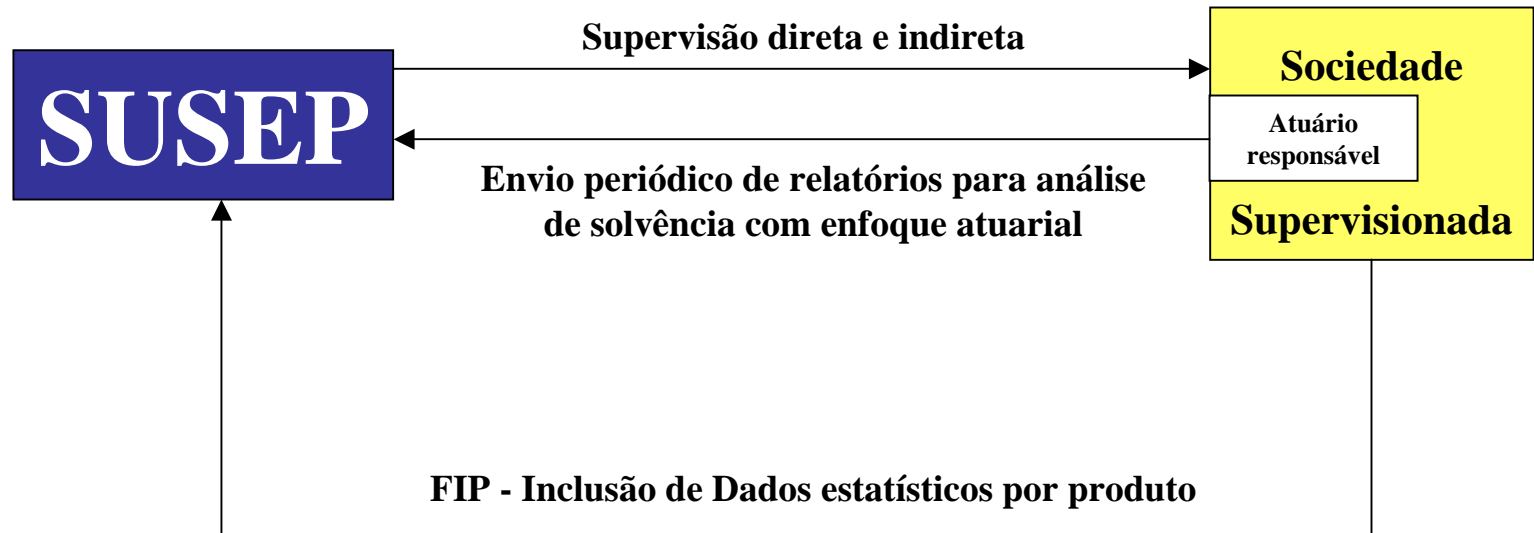 Supervisão direta e indireta
SUSEP
Sociedade
Atuário
responsável
Supervisionada
Envio periódico de relatórios para análise
de solvência com enfoque atuarial
FIP - Inclusão de Dados estatísticos por produto